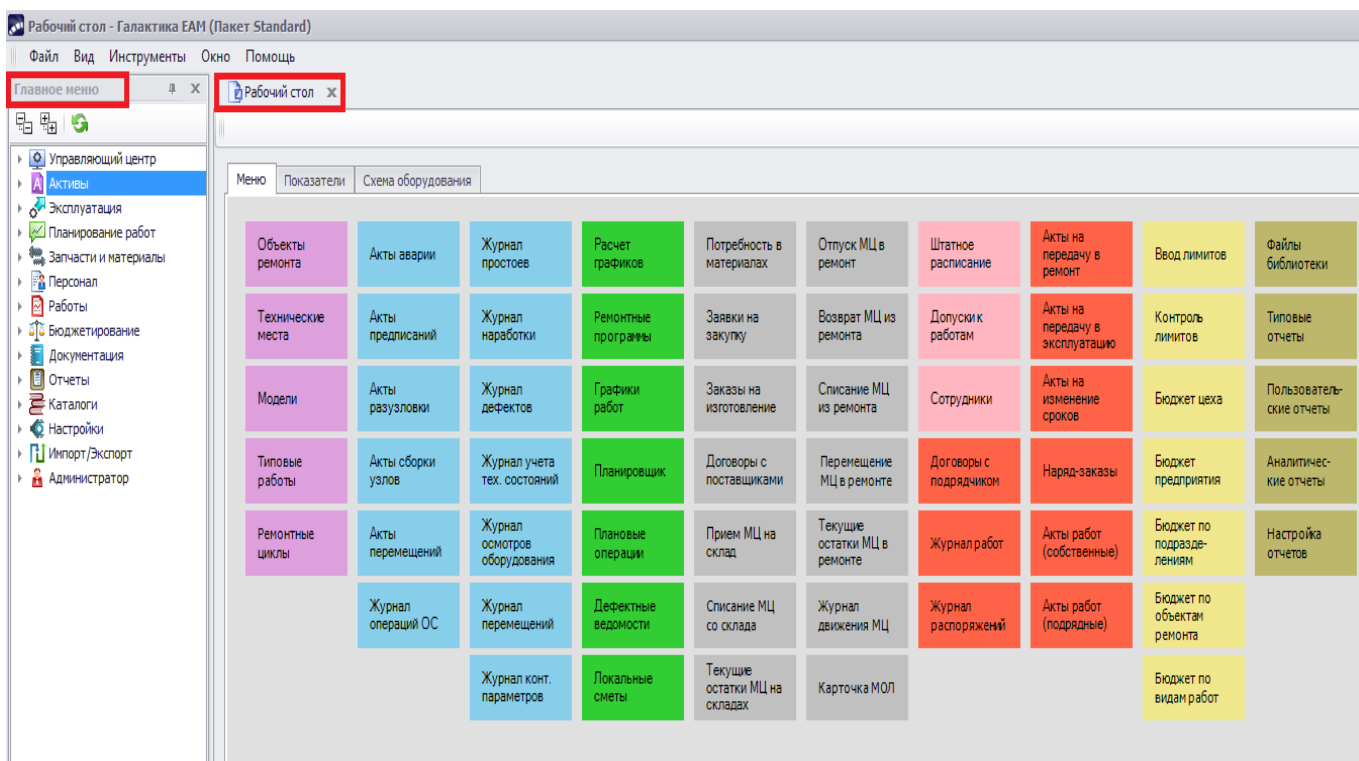 Рабочий стол - Галактика EAM (Пакет Standard)
Файл Вид Инструменты Окно Помощь
Главное меню
Управляющий центр
Активы
Эксплуатация
Планирование работ
Запчасти и материалы
Персонал
Работы
Бюджетирование
Документация
Отчеты
Каталоги
Настройки
Импорт/Экспорт
Администратор
Рабочий стол
Меню Показатели Схема оборудования
Объекты
ремонта
Технические
места
Модели
Типовые
работы
Ремонтные
циклы
Акты аварии
Акты
предписаний
Акты
разузловки
Акты сборки
узлов
Акты
перемещений
Журнал
операций ОС
Журнал
простоев
Журнал
наработки
Журнал
дефектов
Журнал учета
тех. состояний
Журнал
осмотров
оборудования
Журнал
перемещений
Журнал конт.
параметров
Расчет
графиков
Ремонтные
программы
Графики
работ
Планировщик
Плановые
операции
Дефектные
ведомости
Локальные
сметы
Потребность в
материалах
Заявки на
закупку
Заказы на
изготовление
Договоры с
поставщиками
Прием МЦ на
склад
Списание МЦ
со склада
Текущие
остатки МЦ на
складах
Отпуск МЦ в
ремонт
Возврат МЦ из
ремонта
Списание МЦ
из ремонта
Перемещение
МЦ в ремонте
Текущие
остатки МЦ в
ремонте
Журнал
движения МЦ
Карточка МОЛ
Штатное
расписание
Допуски к
работам
Сотрудники
Договоры с
подрядчиком
Журнал работ
Журнал
распоряжений
Акты на
передачу в
ремонт
Акты на
передачу в
эксплуатацию
Акты на
изменение
сроков
Наряд-заказы
Акты работ
(собственные)
Акты работ
(подрядные)
Ввод лимитов
Контроль
лимитов
Бюджет цеха
Бюджет
предприятия
Бюджет по
подразде-
лениям
Бюджет по
объектам
ремонта
Бюджет по
видам работ
Файлы
библиотеки
Типовые
отчеты
Пользователь-
ские отчеты
Аналитичес-
кие отчеты
Настройка
отчетов